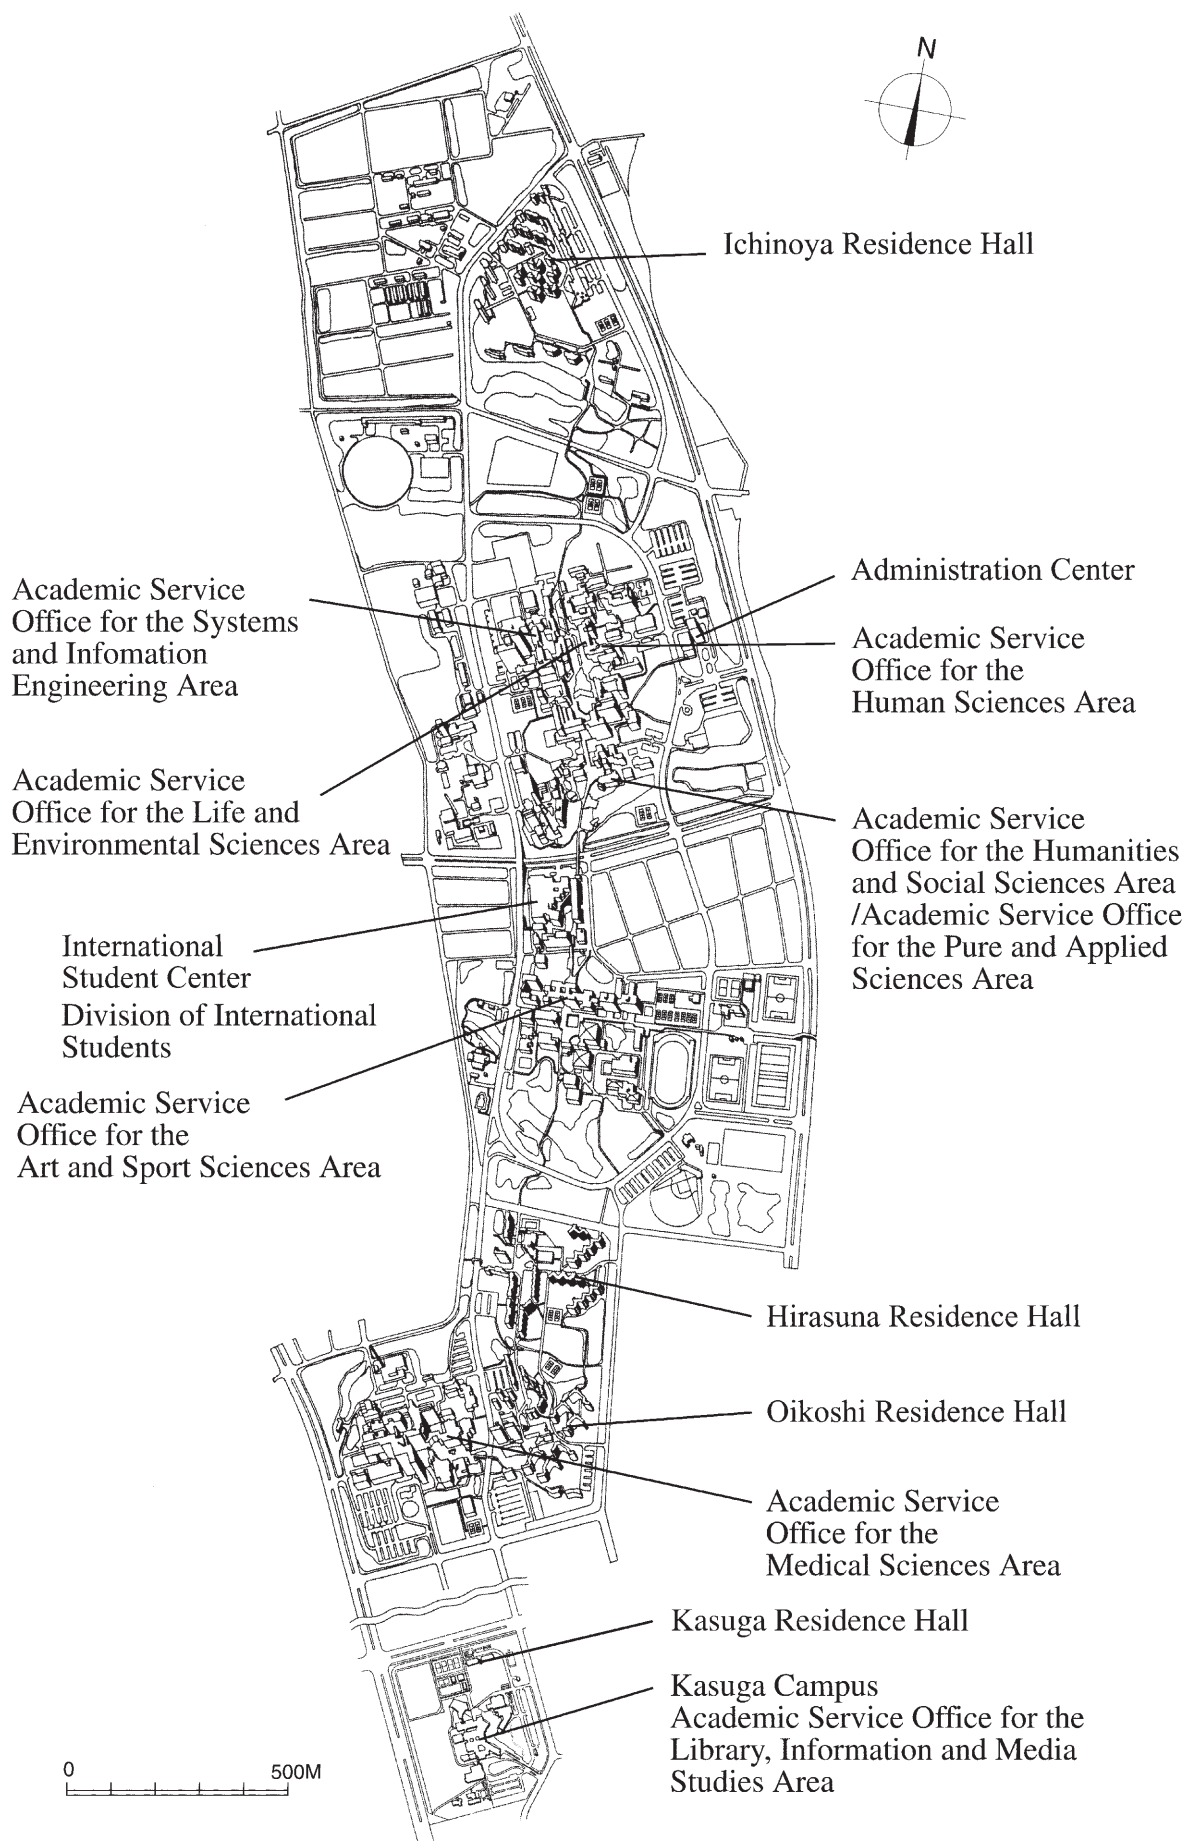 N
Ichinoya Residence Hall
Academic Service
Office for the Systems
and Infomation
Engineering Area
Administration Center
Academic Service
Office for the
Human Sciences Area
Academic Service
Office for the Life and
Environmental Sciences Area
Academic Service
Office for the Humanities
and Social Sciences Area
/Academic Service Office
for the Pure and Applied
Sciences Area
International
Student Center
Division of International
Students
Academic Service
Office for the
Art and Sport Sciences Area
Hirasuna Residence Hall
Oikoshi Residence Hall
Academic Service
Office for the
Medical Sciences Area
Kasuga Residence Hall
Kasuga Campus
Academic Service Office for the
Library, Information and Media
Studies Area
0 500M